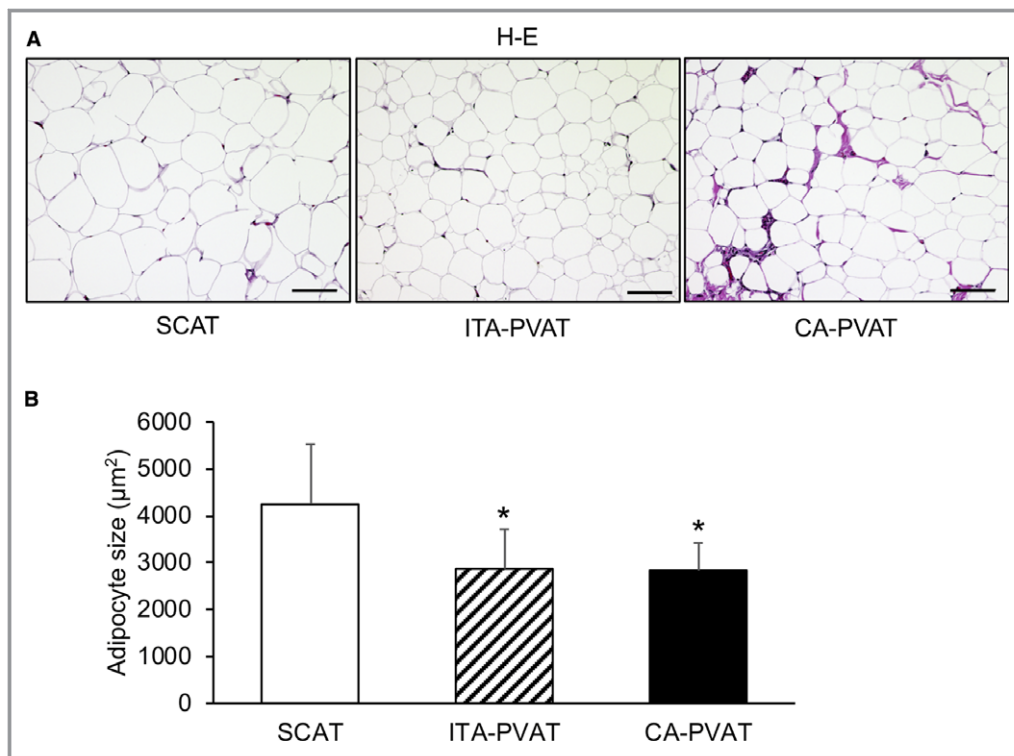 A
H-E
SCAT
ITA-PVAT
CA-PVAT
B
Adipocyte size (µm²)
6000
5000
4000
3000
2000
1000
0
*
*
SCAT
ITA-PVAT
CA-PVAT